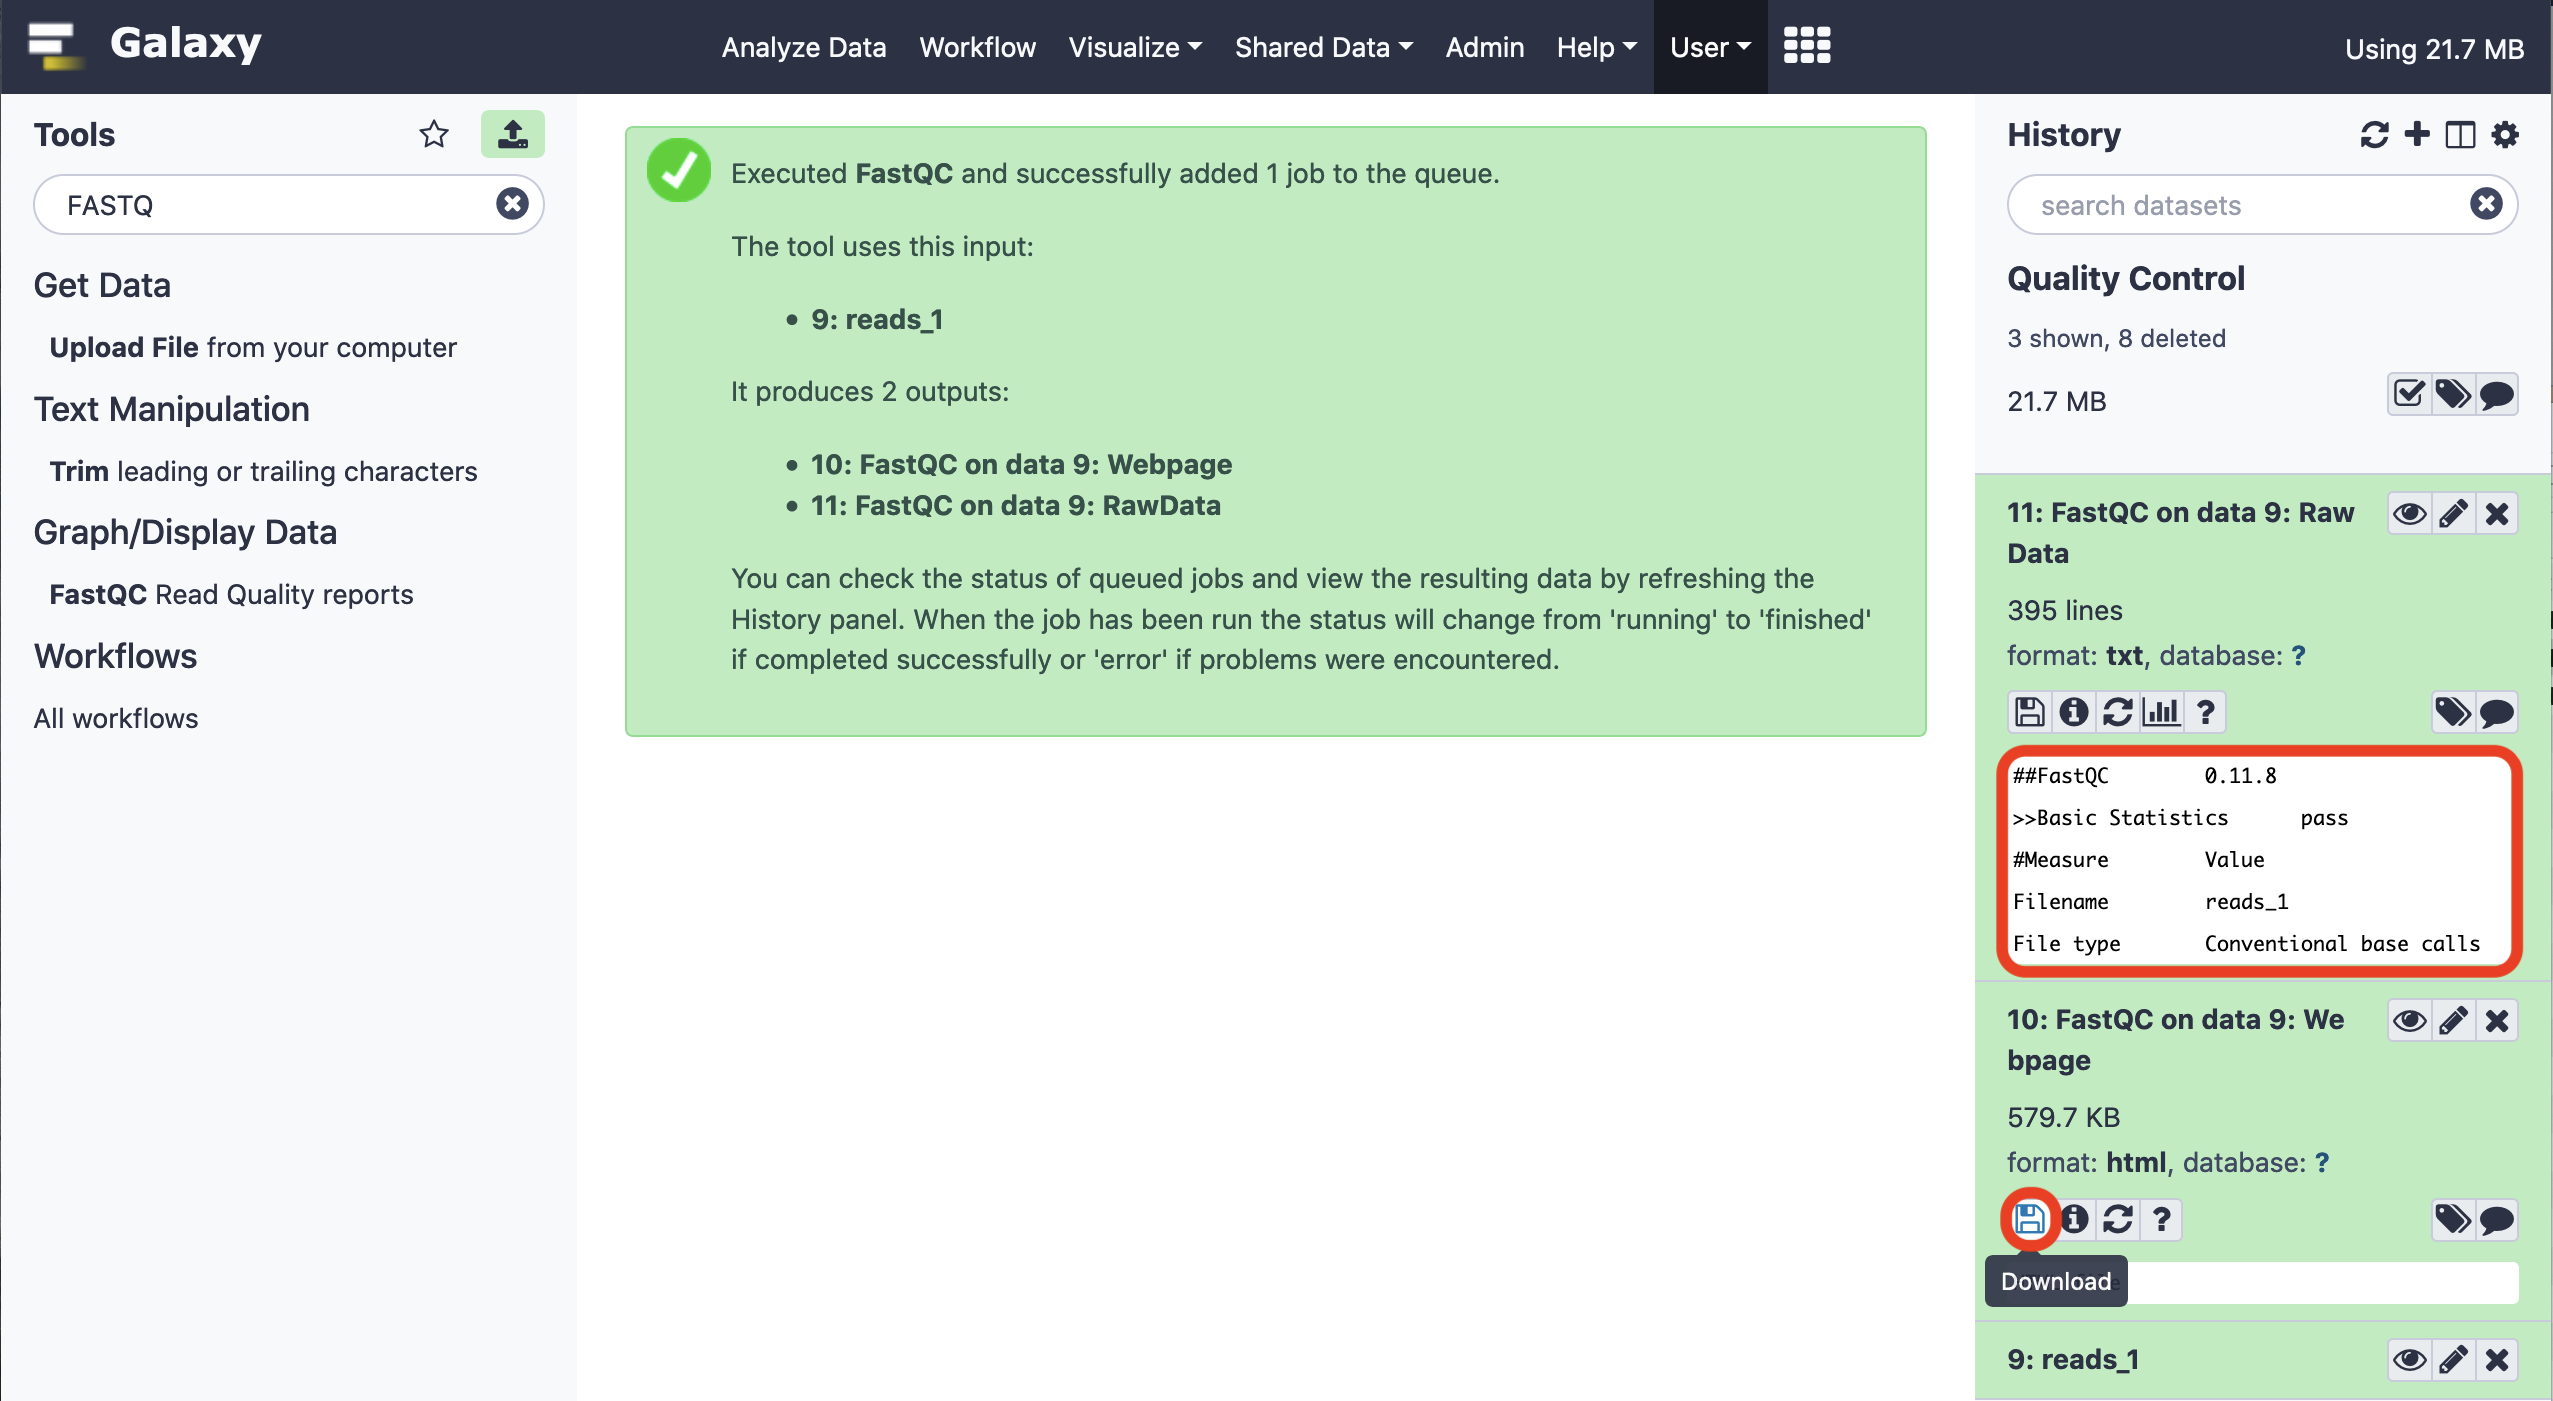 Galaxy
Analyze Data Workflow Visualize Shared Data Admin Help User
Using 21.7 MB
Tools
FASTQ
Get Data
Upload File from your computer
Text Manipulation
Trim leading or trailing characters
Graph/Display Data
FastQC Read Quality reports
Workflows
All workflows
Executed FastQC and successfully added 1 job to the queue.
The tool uses this input:
• 9: reads_1
It produces 2 outputs:
• 10: FastQC on data 9: Webpage
• 11: FastQC on data 9: RawData
You can check the status of queued jobs and view the resulting data by refreshing the
History panel. When the job has been run the status will change from 'running' to 'finished'
if completed successfully or 'error' if problems were encountered.
History
search datasets
Quality Control
3 shown, 8 deleted
21.7 MB
11: FastQC on data 9: Raw
Data
395 lines
format: txt, database: ?
?
##FastQC 0.11.8
>>Basic Statistics pass
#Measure Value
Filename reads_1
File type Conventional base calls
10: FastQC on data 9: We
bpage
579.7 KB
format: html, database: ?
?
Download
9: reads_1